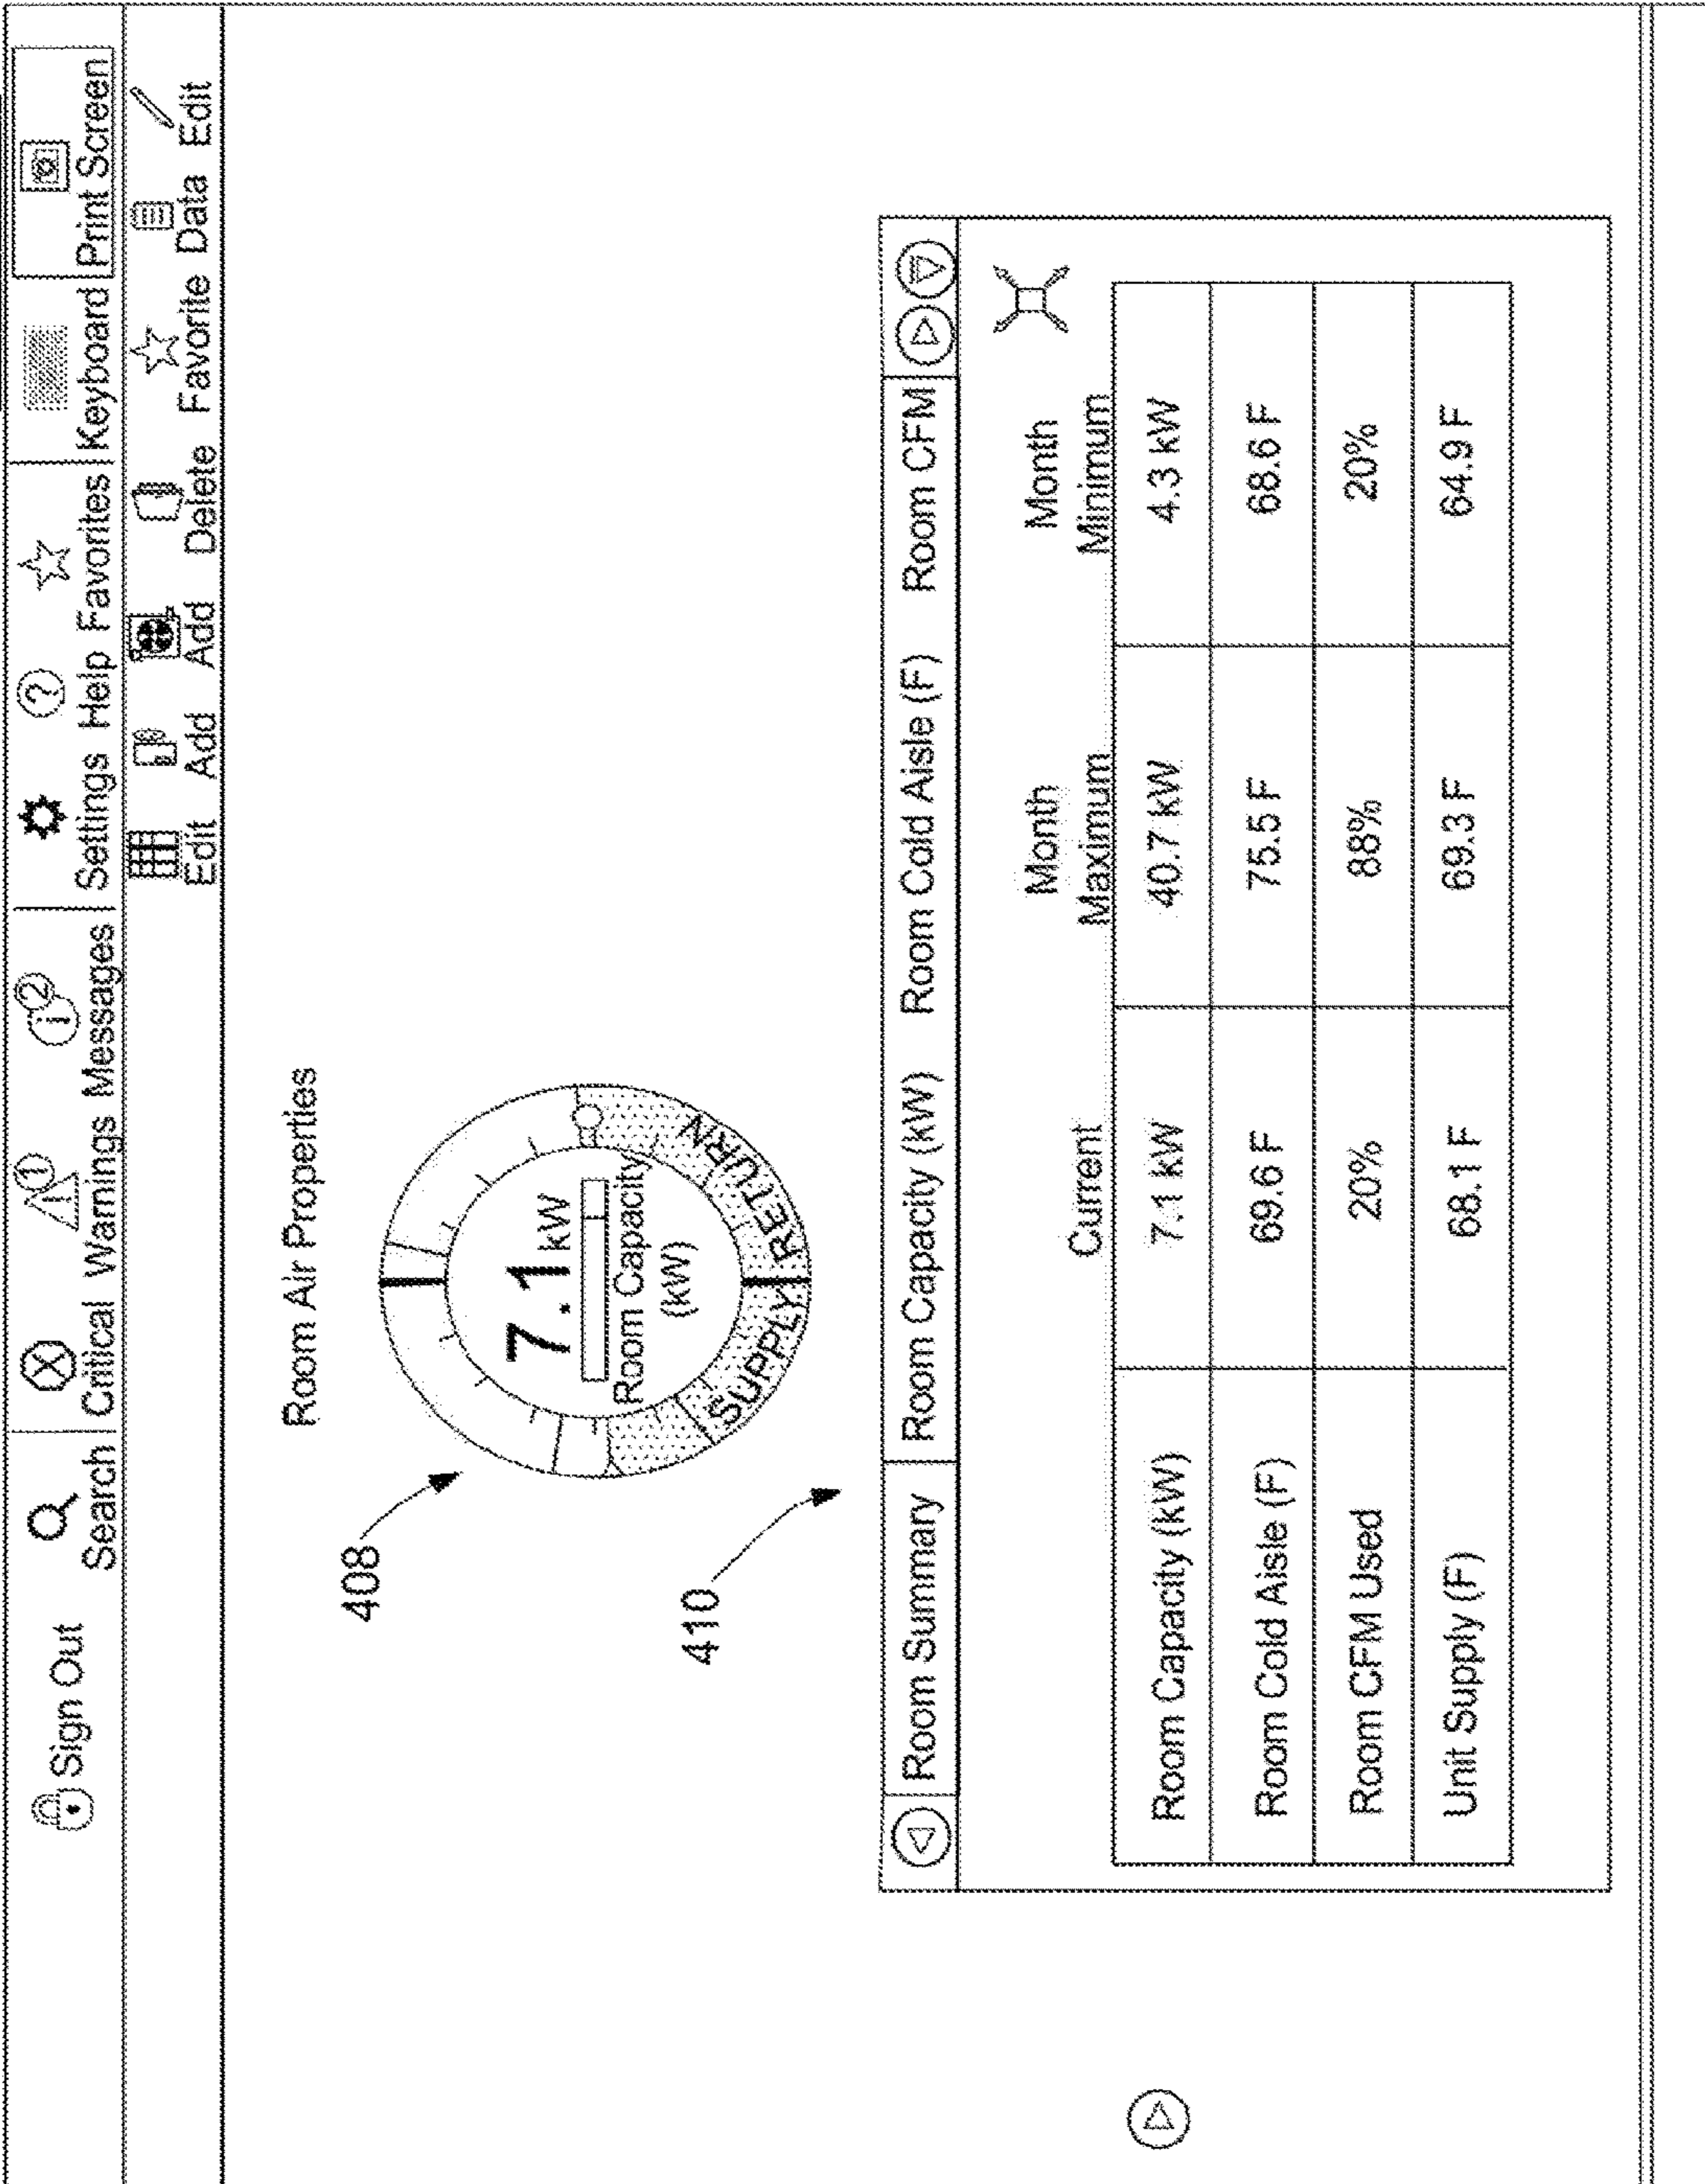 Sign Out
Search
Critical
Warnings
1
Messages
i 2
Settings
? Help
Favorites
Keyboard
Print Screen
Edit Add Add Delete Favorite Data Edit
Room Air Properties
408
7.1 kW
Room Capacity
(kW)
SUPPLY RETURN
410
Room Summary Room Capacity (kW) Room Cold Aisle (F) Room CFM
Current Month Maximum Month Minimum
Room Capacity (kW) 7.1 kW 40.7 kW 4.3 kW
Room Cold Aisle (F) 69.6 F 75.5 F 68.6 F
Room CFM Used 20% 88% 20%
Unit Supply (F) 68.1 F 69.3 F 64.9 F